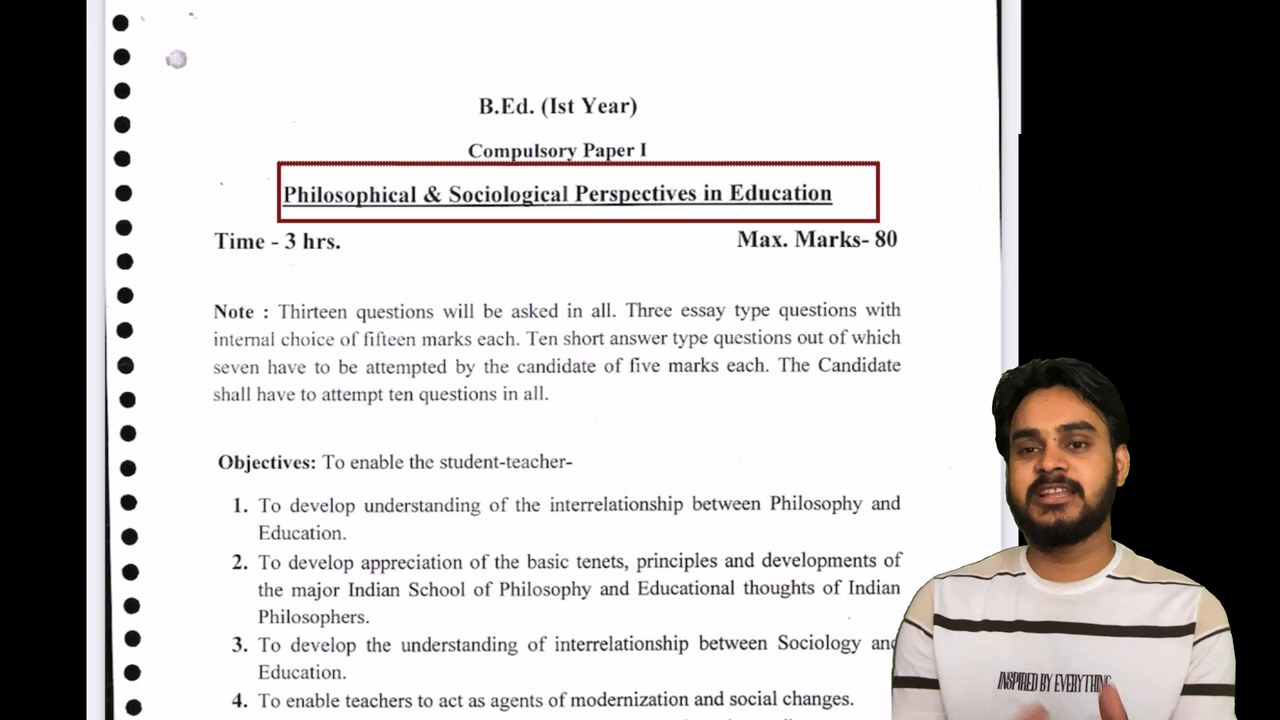 B.Ed. (Ist Year)
Compulsory Paper I
Philosophical & Sociological Perspectives in Education
Time - 3 hrs.
Max. Marks- 80
Note : Thirteen questions will be asked in all. Three essay type questions with
internal choice of fifteen marks each. Ten short answer type questions out of which
seven have to be attempted by the candidate of five marks each. The Candidate
shall have to attempt ten questions in all.
Objectives: To enable the student-teacher-
1. To develop understanding of the interrelationship between Philosophy and
Education.
2. To develop appreciation of the basic tenets, principles and developments of
the major Indian School of Philosophy and Educational thoughts of Indian
Philosophers.
3. To develop the understanding of interrelationship between Sociology and
Education.
4. To enable teachers to act as agents of modernization and social changes.
INSPIRED BY EVERYTHING